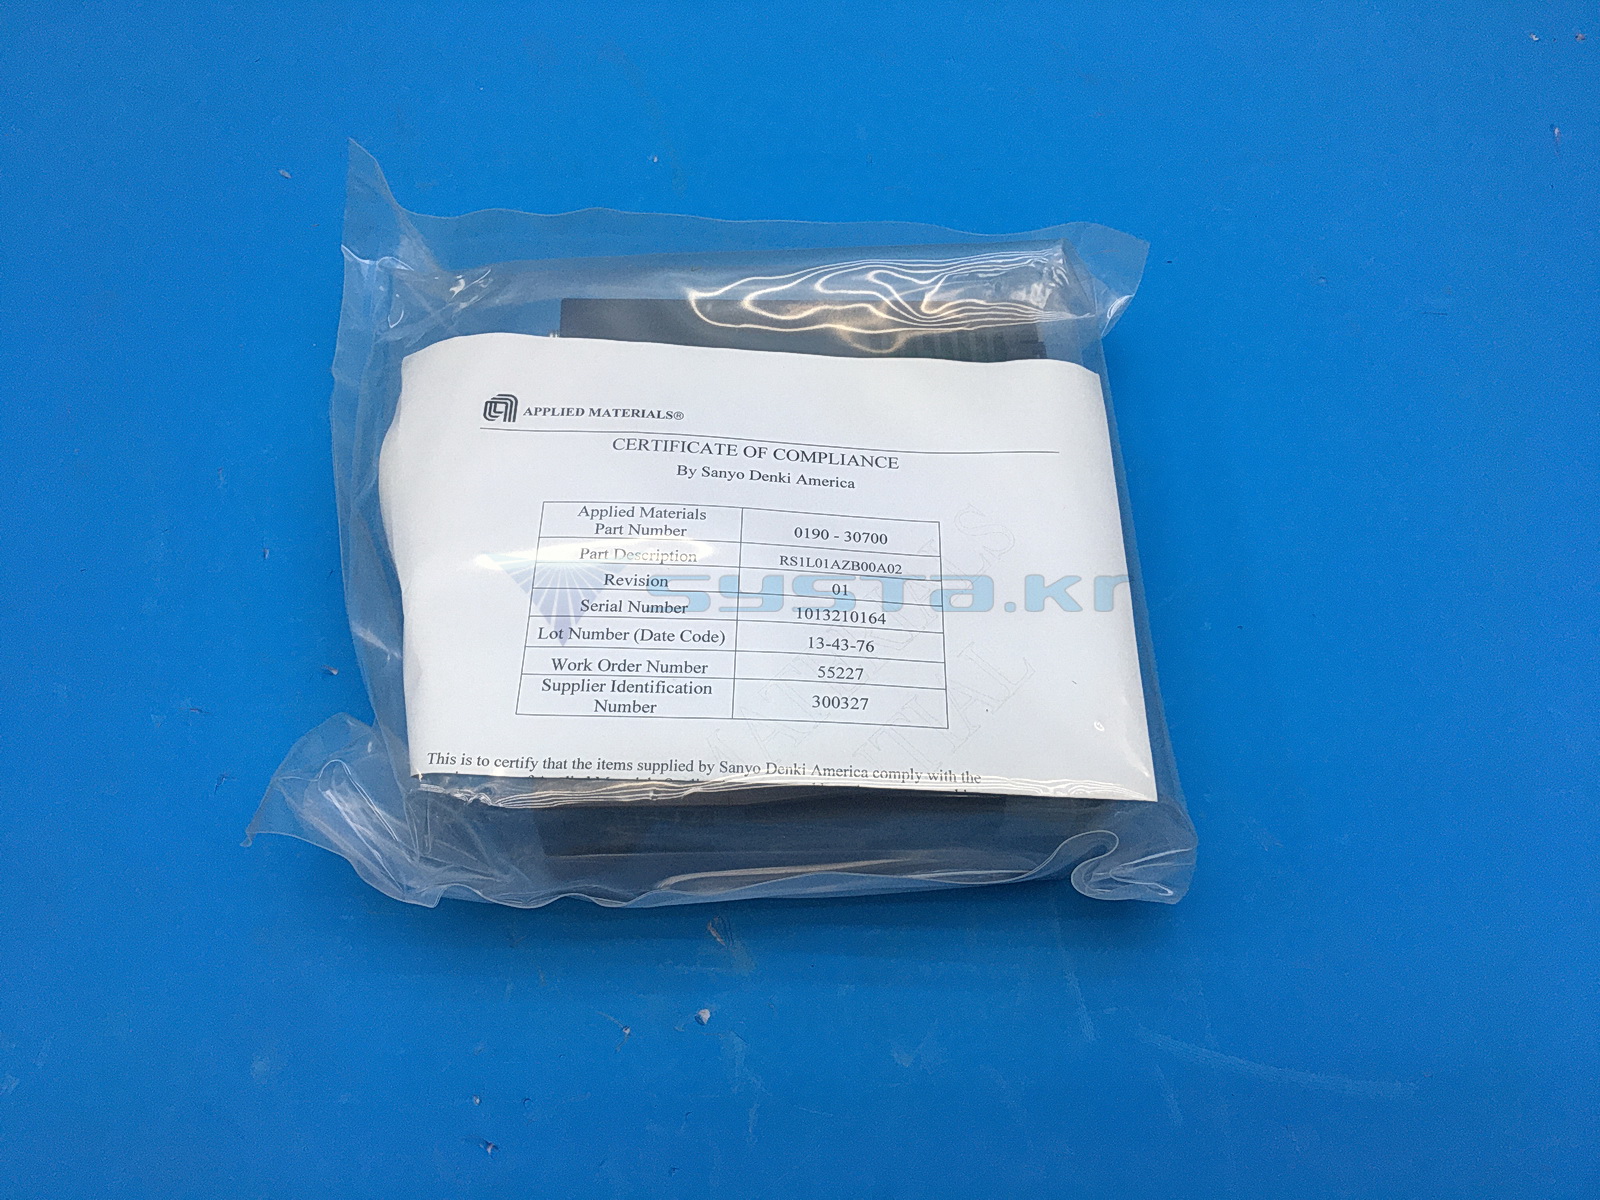 APPLIED MATERIALS®
CERTIFICATE OF COMPLIANCE
By Sanyo Denki America
Applied Materials
Part Number
0190 - 30700
Part Description
RS1L01AZB00A02
Revision
01
Serial Number
1013210164
Lot Number (Date Code)
13-43-76
Work Order Number
55227
Supplier Identification
Number
300327
This is to certify that the items supplied by Sanyo Denki America comply with the
systa.kr
MATERIALS